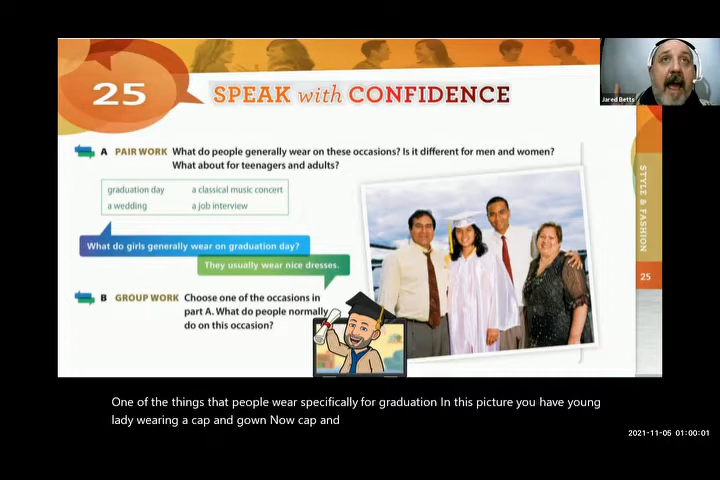 25
SPEAK with CONFIDENCE
Jared Betts
A PAIR WORK What do people generally wear on these occasions? Is it different for men and women?
What about for teenagers and adults?
graduation day a classical music concert
a wedding a job interview
What do girls generally wear on graduation day?
They usually wear nice dresses.
B GROUP WORK Choose one of the occasions in
part A. What do people normally
do on this occasion?
STYLE & FASHION
25
One of the things that people wear specifically for graduation In this picture you have young
lady wearing a cap and gown Now cap and
2021-11-05 01:00:01